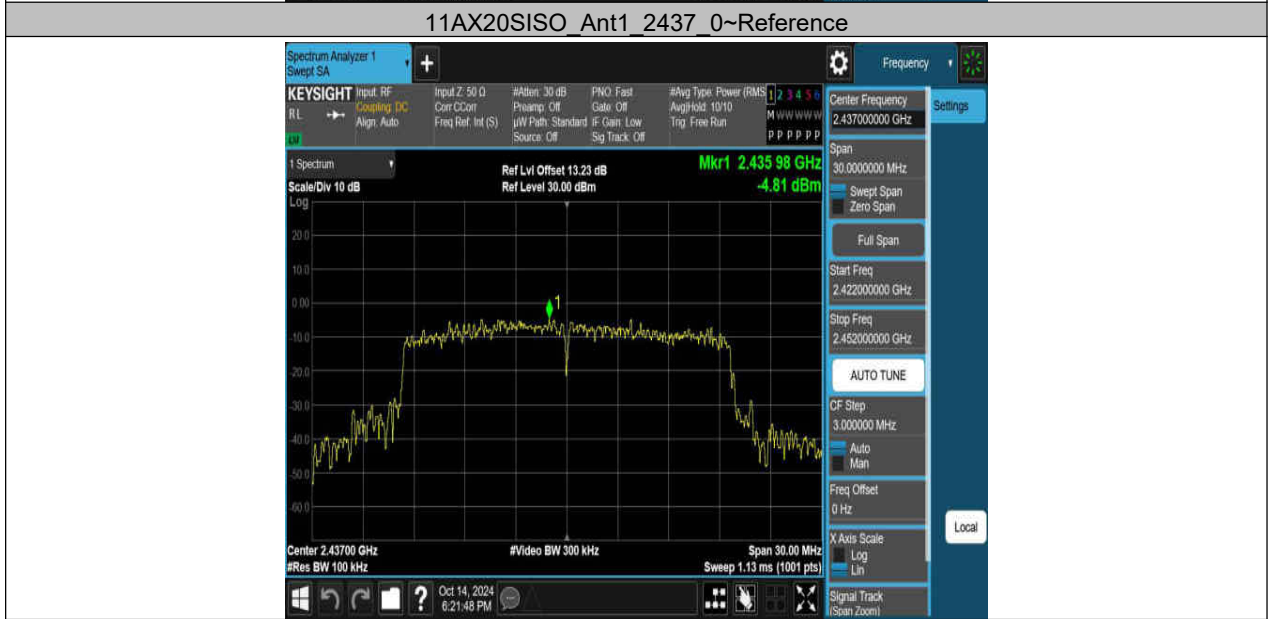 11AX20SISO_Ant1_2437_0~Reference
Spectrum Analyzer 1
Swept SA
+
Frequency
KEYSIGHT
RL
Input: RF
Coupling: DC
Align: Auto
Input Z: 50 Ω
Corr CCorr
Freq Ref: Int (S)
#Atten: 30 dB
Preamp: Off
µW Path: Standard
Source: Off
PNO: Fast
Gate: Off
IF Gain: Low
Sig Track: Off
#Avg Type: Power (RMS
Avg|Hold: 10/10
Trig: Free Run
1 2 3 4 5 6
M W W W W W
P P P P P P
Center Frequency
2.437000000 GHz
Settings
Span
30.0000000 MHz
Swept Span
Zero Span
Full Span
Start Freq
2.422000000 GHz
Stop Freq
2.452000000 GHz
AUTO TUNE
CF Step
3.000000 MHz
Auto
Man
Freq Offset
0 Hz
X Axis Scale
Log
Lin
Signal Track
(Span Zoom)
Local
1 Spectrum
Scale/Div 10 dB
Log
Ref Lvl Offset 13.23 dB
Ref Level 30.00 dBm
Mkr1 2.435 98 GHz
-4.81 dBm
1
20.0
10.0
0.00
-10.0
-20.0
-30.0
-40.0
-50.0
-60.0
Center 2.43700 GHz
#Res BW 100 kHz
#Video BW 300 kHz
Span 30.00 MHz
Sweep 1.13 ms (1001 pts)
?
Oct 14, 2024
6:21:48 PM